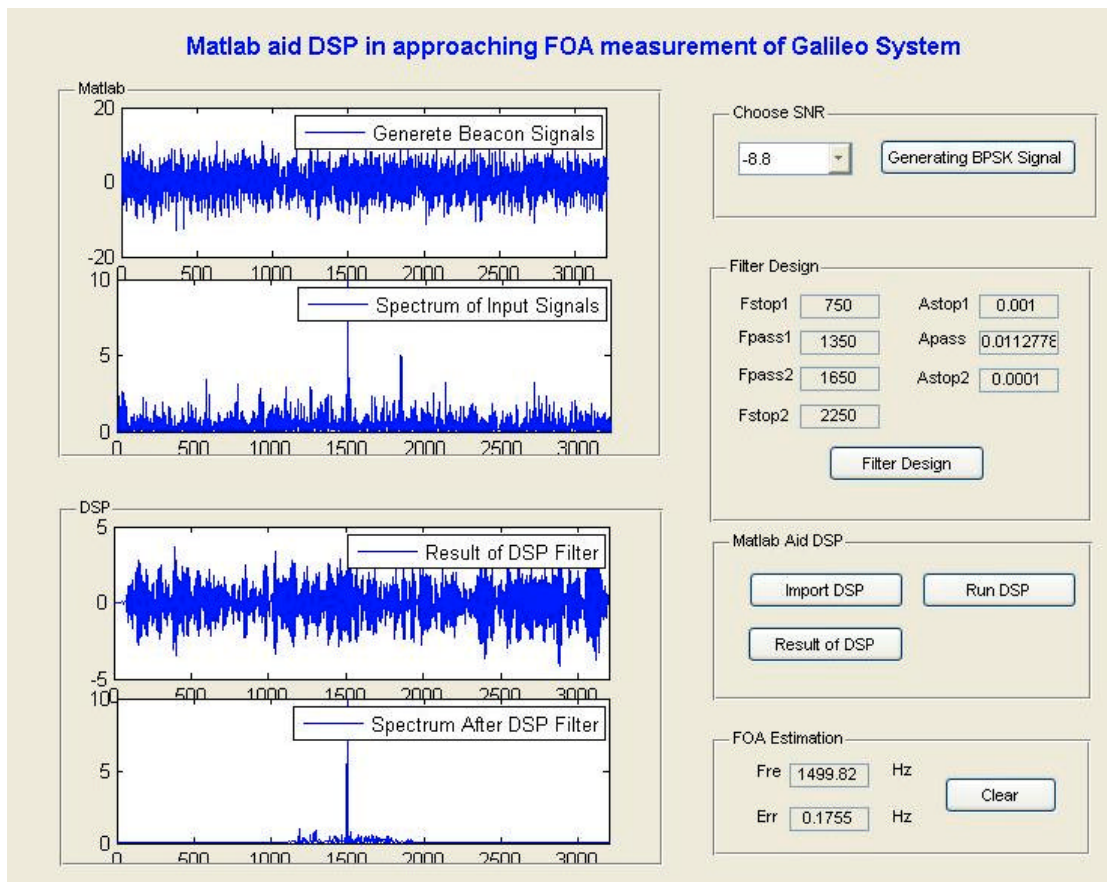 Matlab aid DSP in approaching FOA measurement of Galileo System
Matlab
20
0
-20
Generete Beacon Signals
0 500 1000 1500 2000 2500 3000
10
5
0
Spectrum of Input Signals
0 500 1000 1500 2000 2500 3000
DSP
5
0
-5
Result of DSP Filter
0 500 1000 1500 2000 2500 3000
10
5
0
Spectrum After DSP Filter
0 500 1000 1500 2000 2500 3000
Choose SNR
-8.8
Generating BPSK Signal
Filter Design
Fstop1 750 Astop1 0.001
Fpass1 1350 Apass 0.0112778
Fpass2 1650 Astop2 0.0001
Fstop2 2250
Filter Design
Matlab Aid DSP
Import DSP Run DSP
Result of DSP
FOA Estimation
Fre 1499.82 Hz
Clear
Err 0.1755 Hz